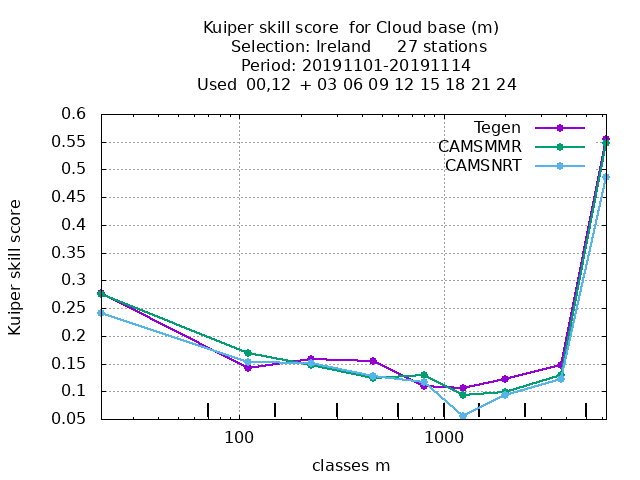 Kuiper skill score  for Cloud base (m)
Selection: Ireland     27 stations
Period: 20191101-20191114
Used  00,12  + 03 06 09 12 15 18 21 24
Tegen
CAMSMMR
CAMSNRT
0.6
0.55
0.5
0.45
0.4
0.35
0.3
0.25
0.2
0.15
0.1
0.05
Kuiper skill score
100
1000
classes m